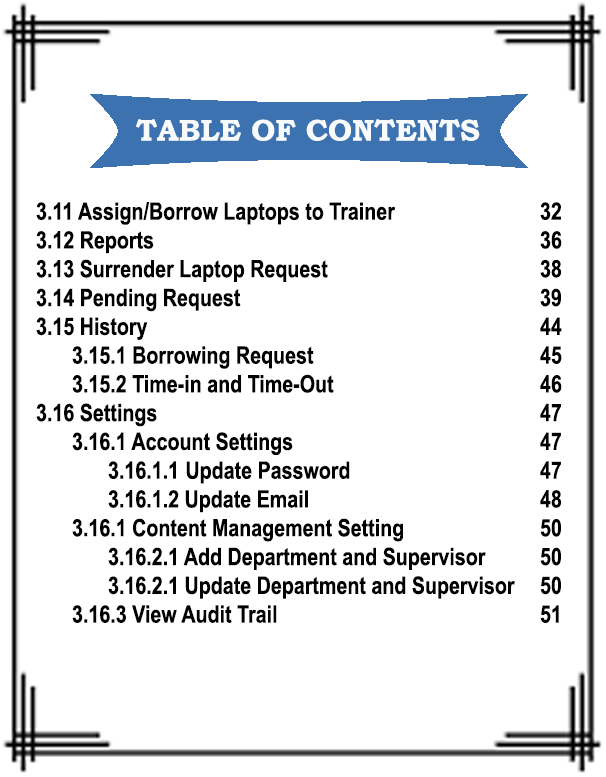 TABLE OF CONTENTS
3.11 Assign/Borrow Laptops to Trainer 32
3.12 Reports 36
3.13 Surrender Laptop Request 38
3.14 Pending Request 39
3.15 History 44
3.15.1 Borrowing Request 45
3.15.2 Time-in and Time-Out 46
3.16 Settings 47
3.16.1 Account Settings 47
3.16.1.1 Update Password 47
3.16.1.2 Update Email 48
3.16.1 Content Management Setting 50
3.16.2.1 Add Department and Supervisor 50
3.16.2.1 Update Department and Supervisor 50
3.16.3 View Audit Trail 51